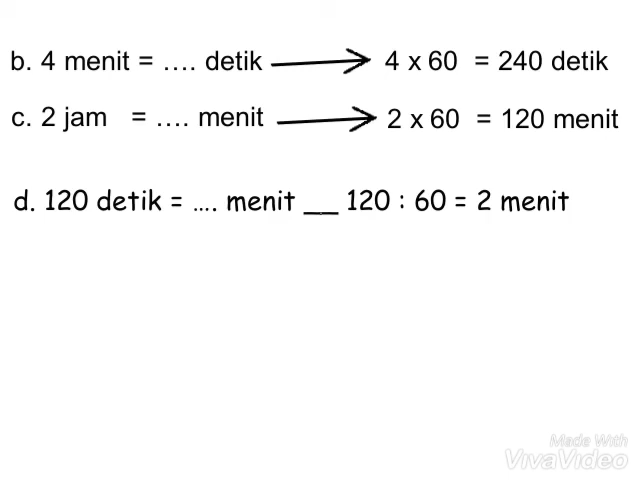 b. 4 menit = .... detik 4 x 60 = 240 detik
c. 2 jam = .... menit 2 x 60 = 120 menit
d. 120 detik = .... menit __ 120 : 60 = 2 menit
Made With
VivaVideo